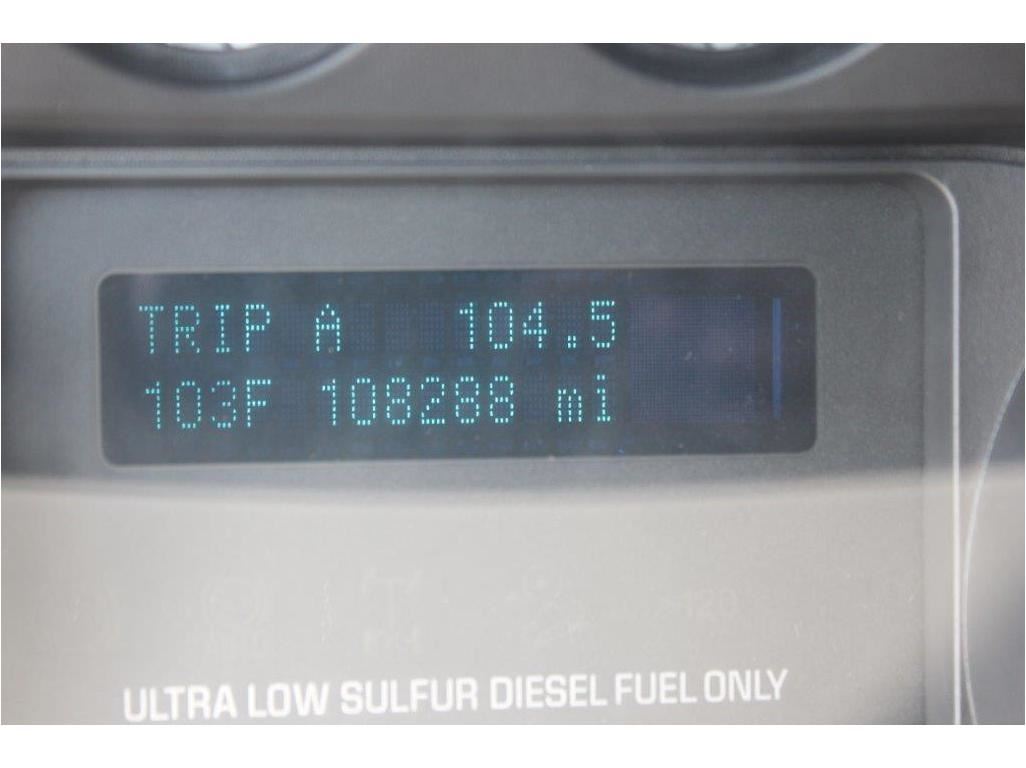 TRIP A 104.5
103F 108288 mi
ULTRA LOW SULFUR DIESEL FUEL ONLY